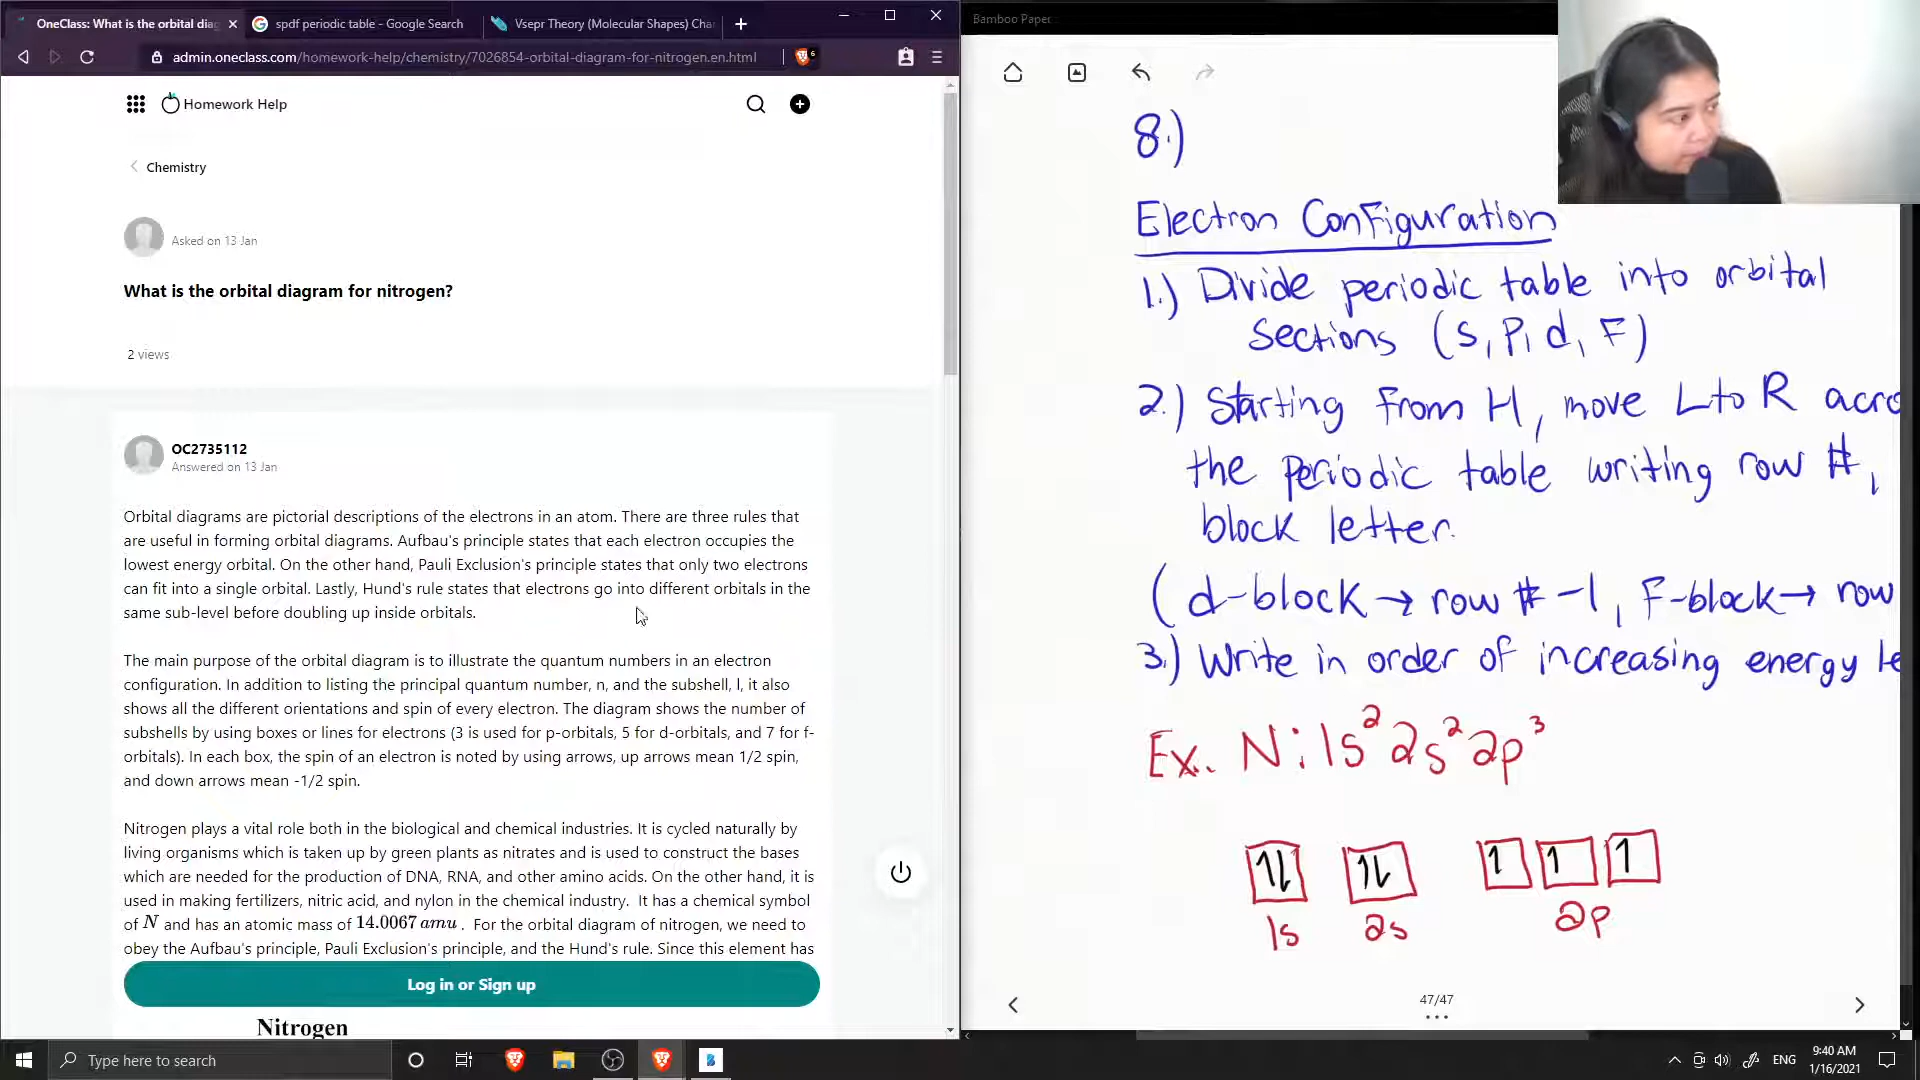 OneClass: What is the orbital diag
spdf periodic table - Google Search
Vsepr Theory (Molecular Shapes) Cha
admin.oneclass.com/homework-help/chemistry/7026854-orbital-diagram-for-nitrogen.en.html
6
Homework Help
Chemistry
Asked on 13 Jan
What is the orbital diagram for nitrogen?
2 views
OC2735112
Answered on 13 Jan
Orbital diagrams are pictorial descriptions of the electrons in an atom. There are three rules that
are useful in forming orbital diagrams. Aufbau's principle states that each electron occupies the
lowest energy orbital. On the other hand, Pauli Exclusion's principle states that only two electrons
can fit into a single orbital. Lastly, Hund's rule states that electrons go into different orbitals in the
same sub-level before doubling up inside orbitals.
The main purpose of the orbital diagram is to illustrate the quantum numbers in an electron
configuration. In addition to listing the principal quantum number, n, and the subshell, l, it also
shows all the different orientations and spin of every electron. The diagram shows the number of
subshells by using boxes or lines for electrons (3 is used for p-orbitals, 5 for d-orbitals, and 7 for f-
orbitals). In each box, the spin of an electron is noted by using arrows, up arrows mean 1/2 spin,
and down arrows mean -1/2 spin.
Nitrogen plays a vital role both in the biological and chemical industries. It is cycled naturally by
living organisms which is taken up by green plants as nitrates and is used to construct the bases
which are needed for the production of DNA, RNA, and other amino acids. On the other hand, it is
used in making fertilizers, nitric acid, and nylon in the chemical industry. It has a chemical symbol
of N and has an atomic mass of 14.0067 amu. For the orbital diagram of nitrogen, we need to
obey the Aufbau's principle, Pauli Exclusion's principle, and the Hund's rule. Since this element has
Log in or Sign up
Nitrogen
Bamboo Paper
8.)
Electron Configuration
1.) Divide periodic table into orbital
sections (s, p, d, F)
2.) Starting from H, move L to R acro
the periodic table writing row #,
block letter.
(d-block → row # -1, F-block → row
3.) Write in order of increasing energy le
Ex. N: 1s² 2s² 2p³
1s 2s 2p
47/47
Type here to search
ENG
9:40 AM
1/16/2021